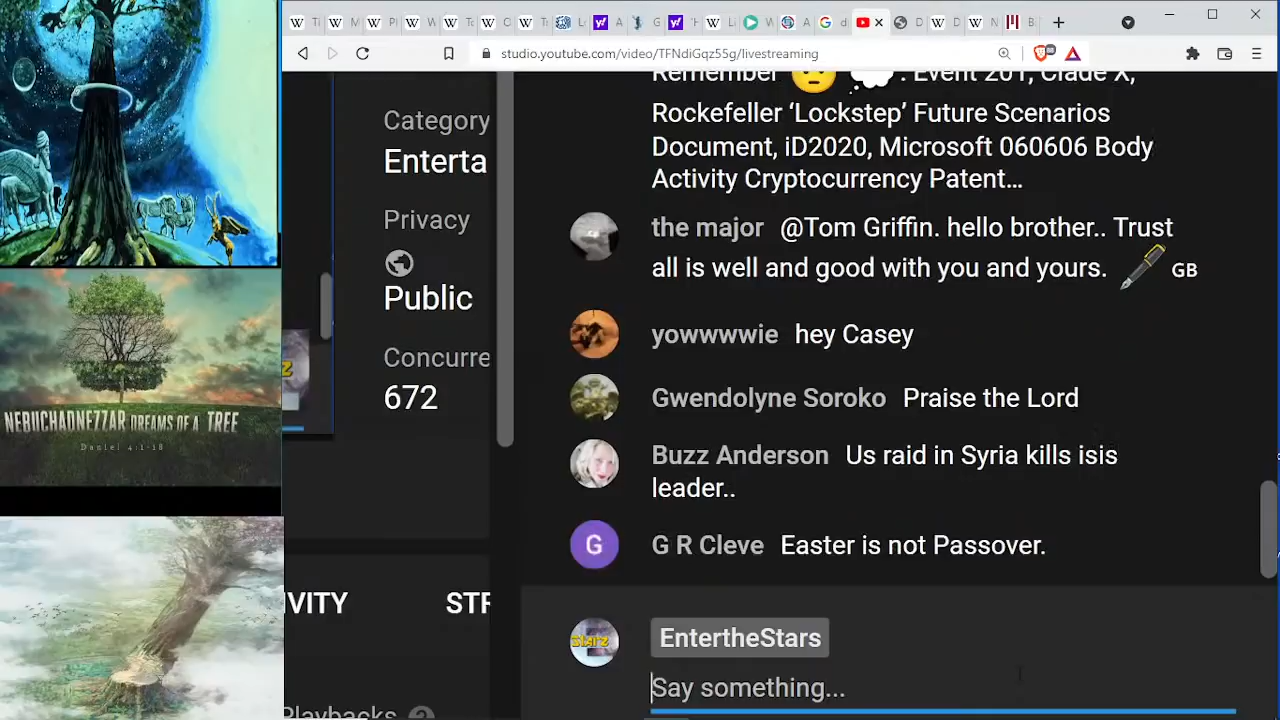 Ti
W
M
W
Pi
W
W
W
T
W
C
W
T
L
A
G
H
W
L
W
A
d
D
W
D
W
N
B
studio.youtube.com/video/TFNdiGqz55g/livestreaming
Remember 😔 💭. Event 201, Clade X,
Rockefeller ‘Lockstep’ Future Scenarios
Document, iD2020, Microsoft 060606 Body
Activity Cryptocurrency Patent…
the major @Tom Griffin. hello brother.. Trust
all is well and good with you and yours. 🖋 GB
yowwwwie hey Casey
Gwendolyne Soroko Praise the Lord
Buzz Anderson Us raid in Syria kills isis
leader..
G
G R Cleve Easter is not Passover.
EntertheStars
Say something...
Category
Enterta
Privacy
Public
Concurre
672
IVITY
STR
Playbacks
NEBUCHADNEZZAR DREAMS OF A TREE
Daniel 4:1-18
STARZ